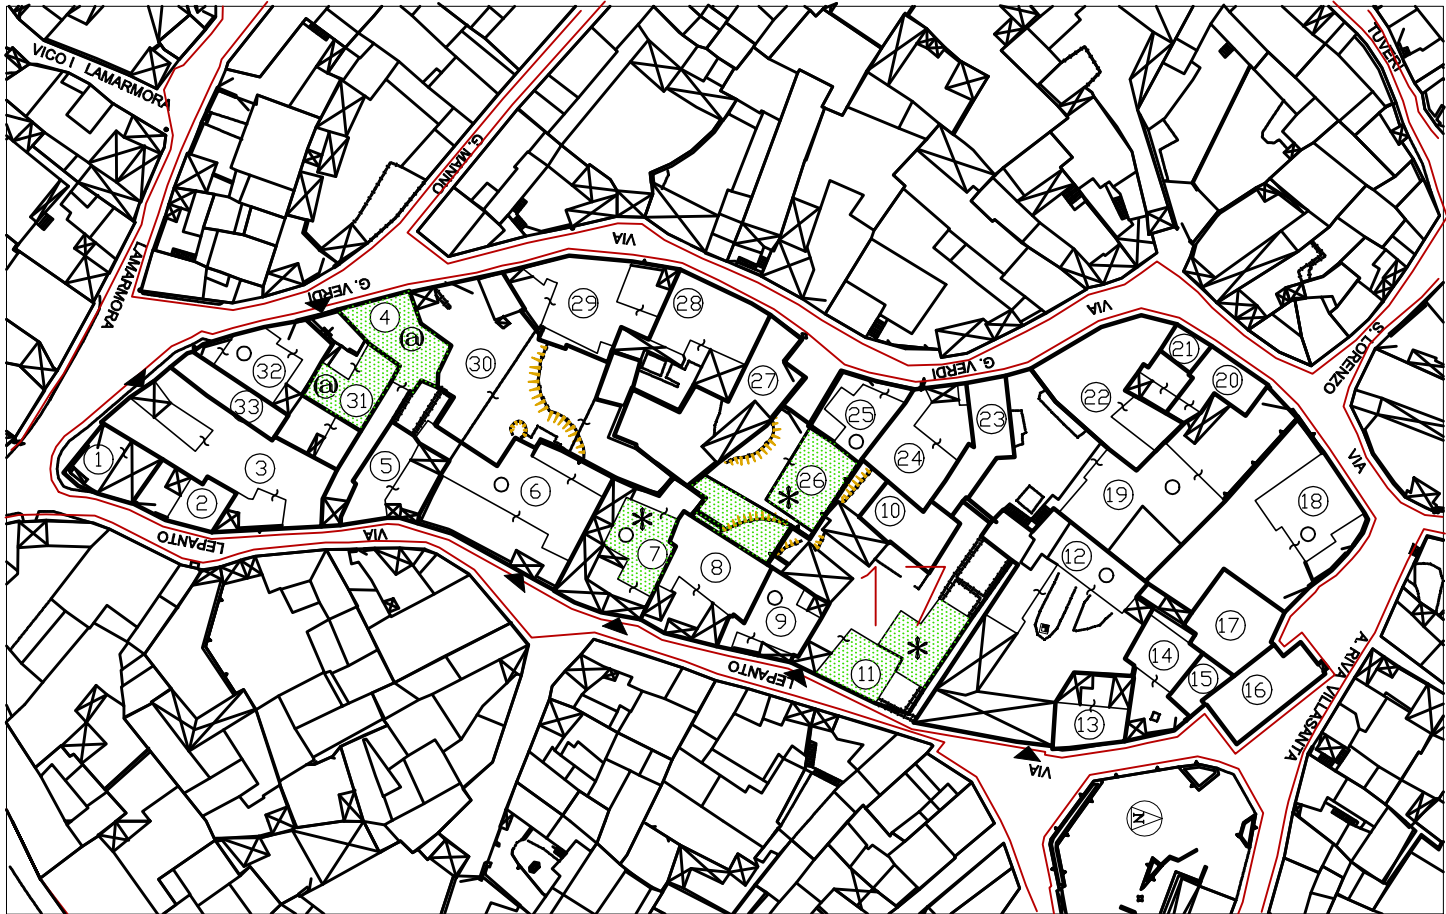 VICO I LAMARMORA
TUVERI
G. MANNO
LAMARMORA
VIA
G. VERDI
VIA
G. VERDI
S. LORENZO
4
@
29
28
30
32
@
31
33
27
25
21
20
22
23
24
VIA
1
3
5
6
2
26
*
10
19
18
LEPANTO
VIA
*
7
8
12
17
9
17
14
*
11
15
16
13
LEPANTO
VIA
A. RIVA VILLASANTA
N